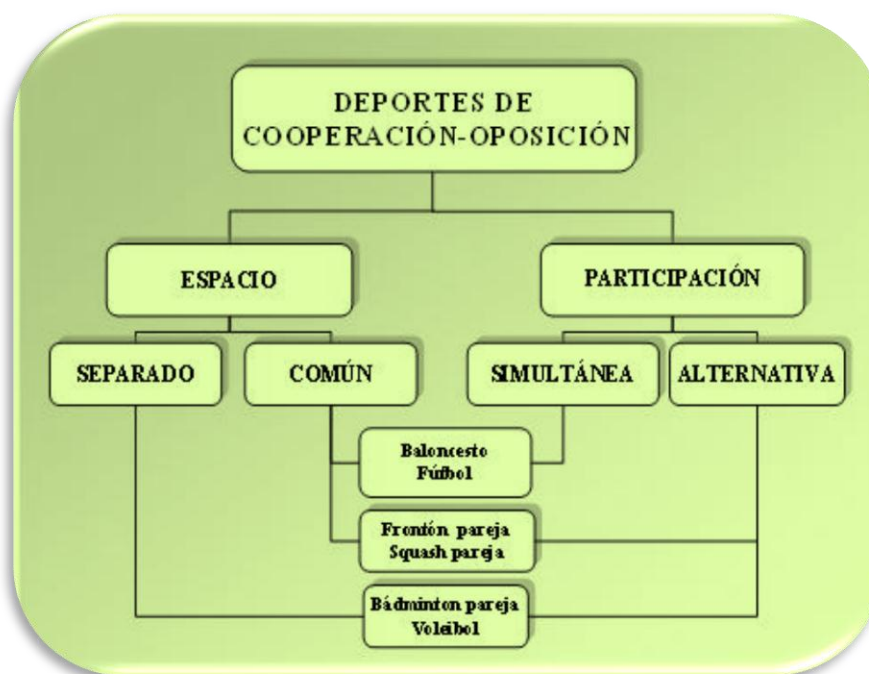 DEPORTES DE
COOPERACIÓN-OPOSICIÓN
ESPACIO
PARTICIPACIÓN
SEPARADO
COMÚN
SIMULTÁNEA
ALTERNATIVA
Baloncesto
Fútbol
Frontón pareja
Squash pareja
Bádminton pareja
Voleibol